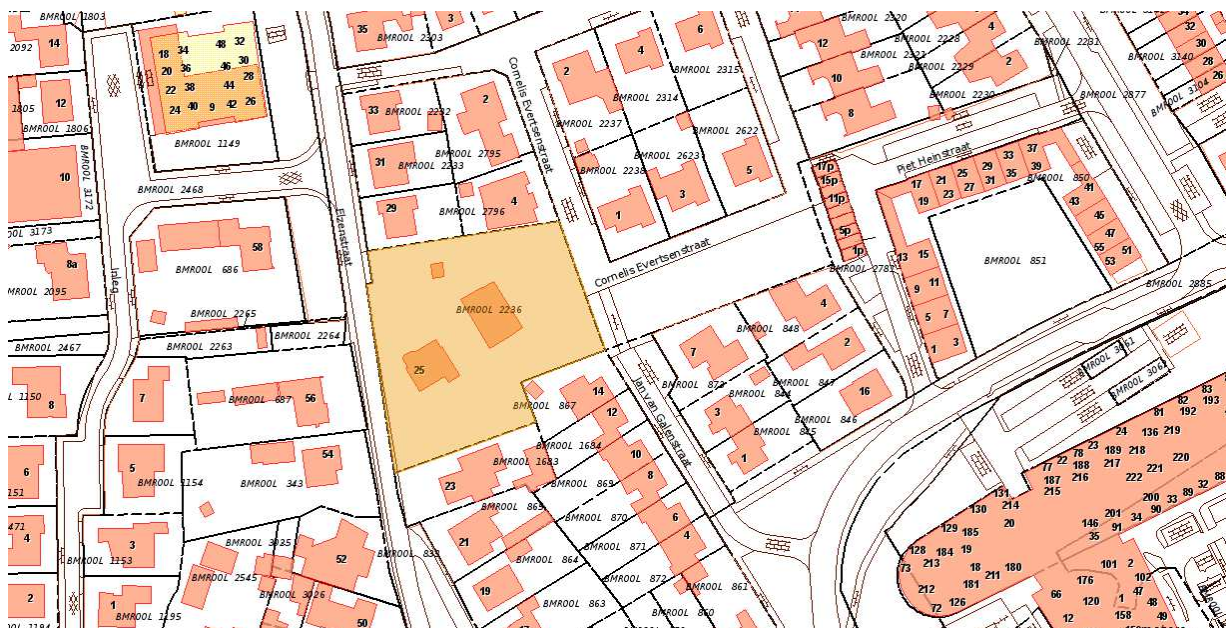 BMROOL 1803
35
3
BMROOL 2303
6
4
12
BMROOL 2320
4
BMROOL 2231
34
32
30
28
26
2092
14
18 34 48 32
20 36 46 30
22 38 44 28
24 40 9 42 26
BMROOL 1149
2
BMROOL 2315
BMROOL 2228
BMROOL 2229
2
BMROOL 3140
BMROOL 3104
1805
12
BMROOL 1806
33
BMROOL 2232
2
BMROOL 2314
10
BMROOL 2230
BMROOL 2877
8
BMROOL 2237
BMROOL 2622
Cornelis Evertsenstraat
31
BMROOL 2233
BMROOL 2795
BMROOL 2238
BMROOL 2623
5
17p
15p
11p
5p
1p
Piet Heinstraat
17
19
21
23
25
27
29
31
33
35
37
39
BMROOL 850
41
43
45
47
55
51
53
10
BMROOL 3172
BMROOL 2468
29
BMROOL 2796
4
1
3
BMROOL 3173
8a
BMROOL 2095
58
BMROOL 686
Elzenstraat
Cornelis Evertsenstraat
BMROOL 2781
13
15
9
11
5
7
1
3
BMROOL 851
BMROOL 2885
Inleg
BMROOL 2265
BMROOL 2264
BMROOL 2263
BMROOL 2467
BMROOL 2236
25
4
BMROOL 848
7
2
BMROOL 873
BMROOL 847
BMROOL 844
16
BMROOL 846
BMROOL 845
3
1
BMROOL 3061
BMROOL 3062
L 1150
8
7
BMROOL 687
56
BMROOL 867
14
12
Jan van Galenstraat
6
151
5
BMROOL 1154
54
BMROOL 343
23
BMROOL 1683
BMROOL 1684
10
8
BMROOL 869
471
4
3
BMROOL 1153
BMROOL 3035
52
BMROOL 833
21
BMROOL 870
6
4
BMROOL 864
BMROOL 871
2
1
BMROOL 2545
BMROOL 3026
BMROOL 1195
50
19
BMROOL 863
BMROOL 872
BMROOL 861
BMROOL 860
83
82 193
81 192
24 136 219
23
78 189 218
77 22 188 217 221 220
187 216 222
215
131 214
130 20
200 33 89 32 88
201 34 90
146 91
35
129 185
128 184 19
73 213
18
211 180
181
212
72 126
101 2
176 102
47
66 120 1 48
12 158 49